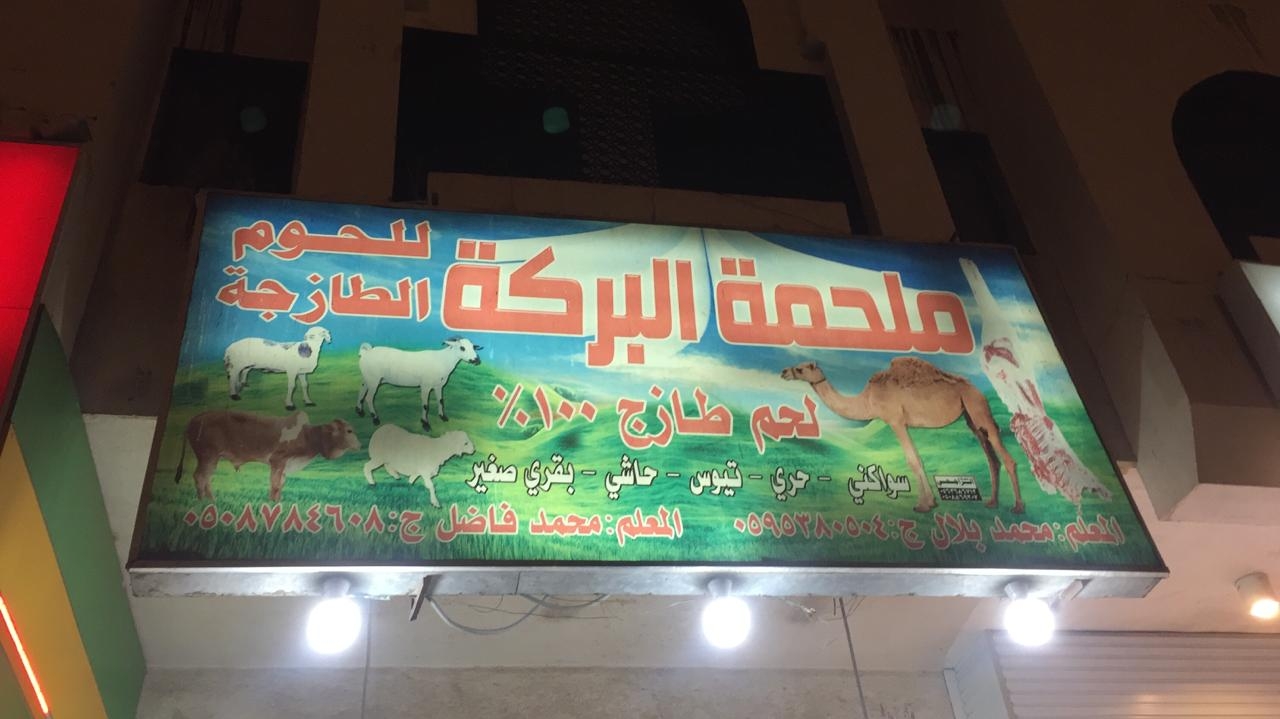 ملحمة البركة
للحوم
الطازجة
لحم طازج ١٠٠٪
سواكني - حري - تيوس - حاشي - بقري صغير
المعلم: محمد بلال ج: ٠٥٩٥٣٨٠٥٠٤
المعلم: محمد فاضل ج: ٠٥٠٨٧٨٤٦٠٨